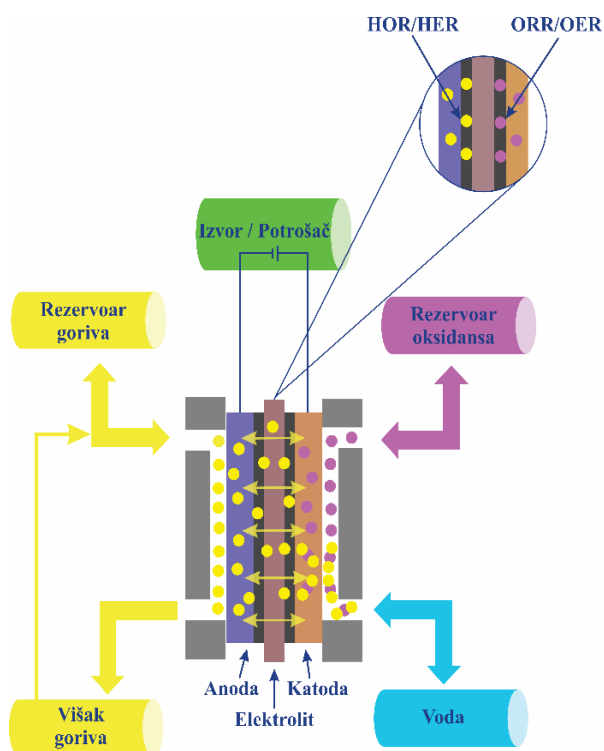 HOR/HER
ORR/OER
Izvor / Potrošač
Rezervoar
goriva
Rezervoar
oksidansa
Anoda
Katoda
Elektrolit
Višak
goriva
Voda